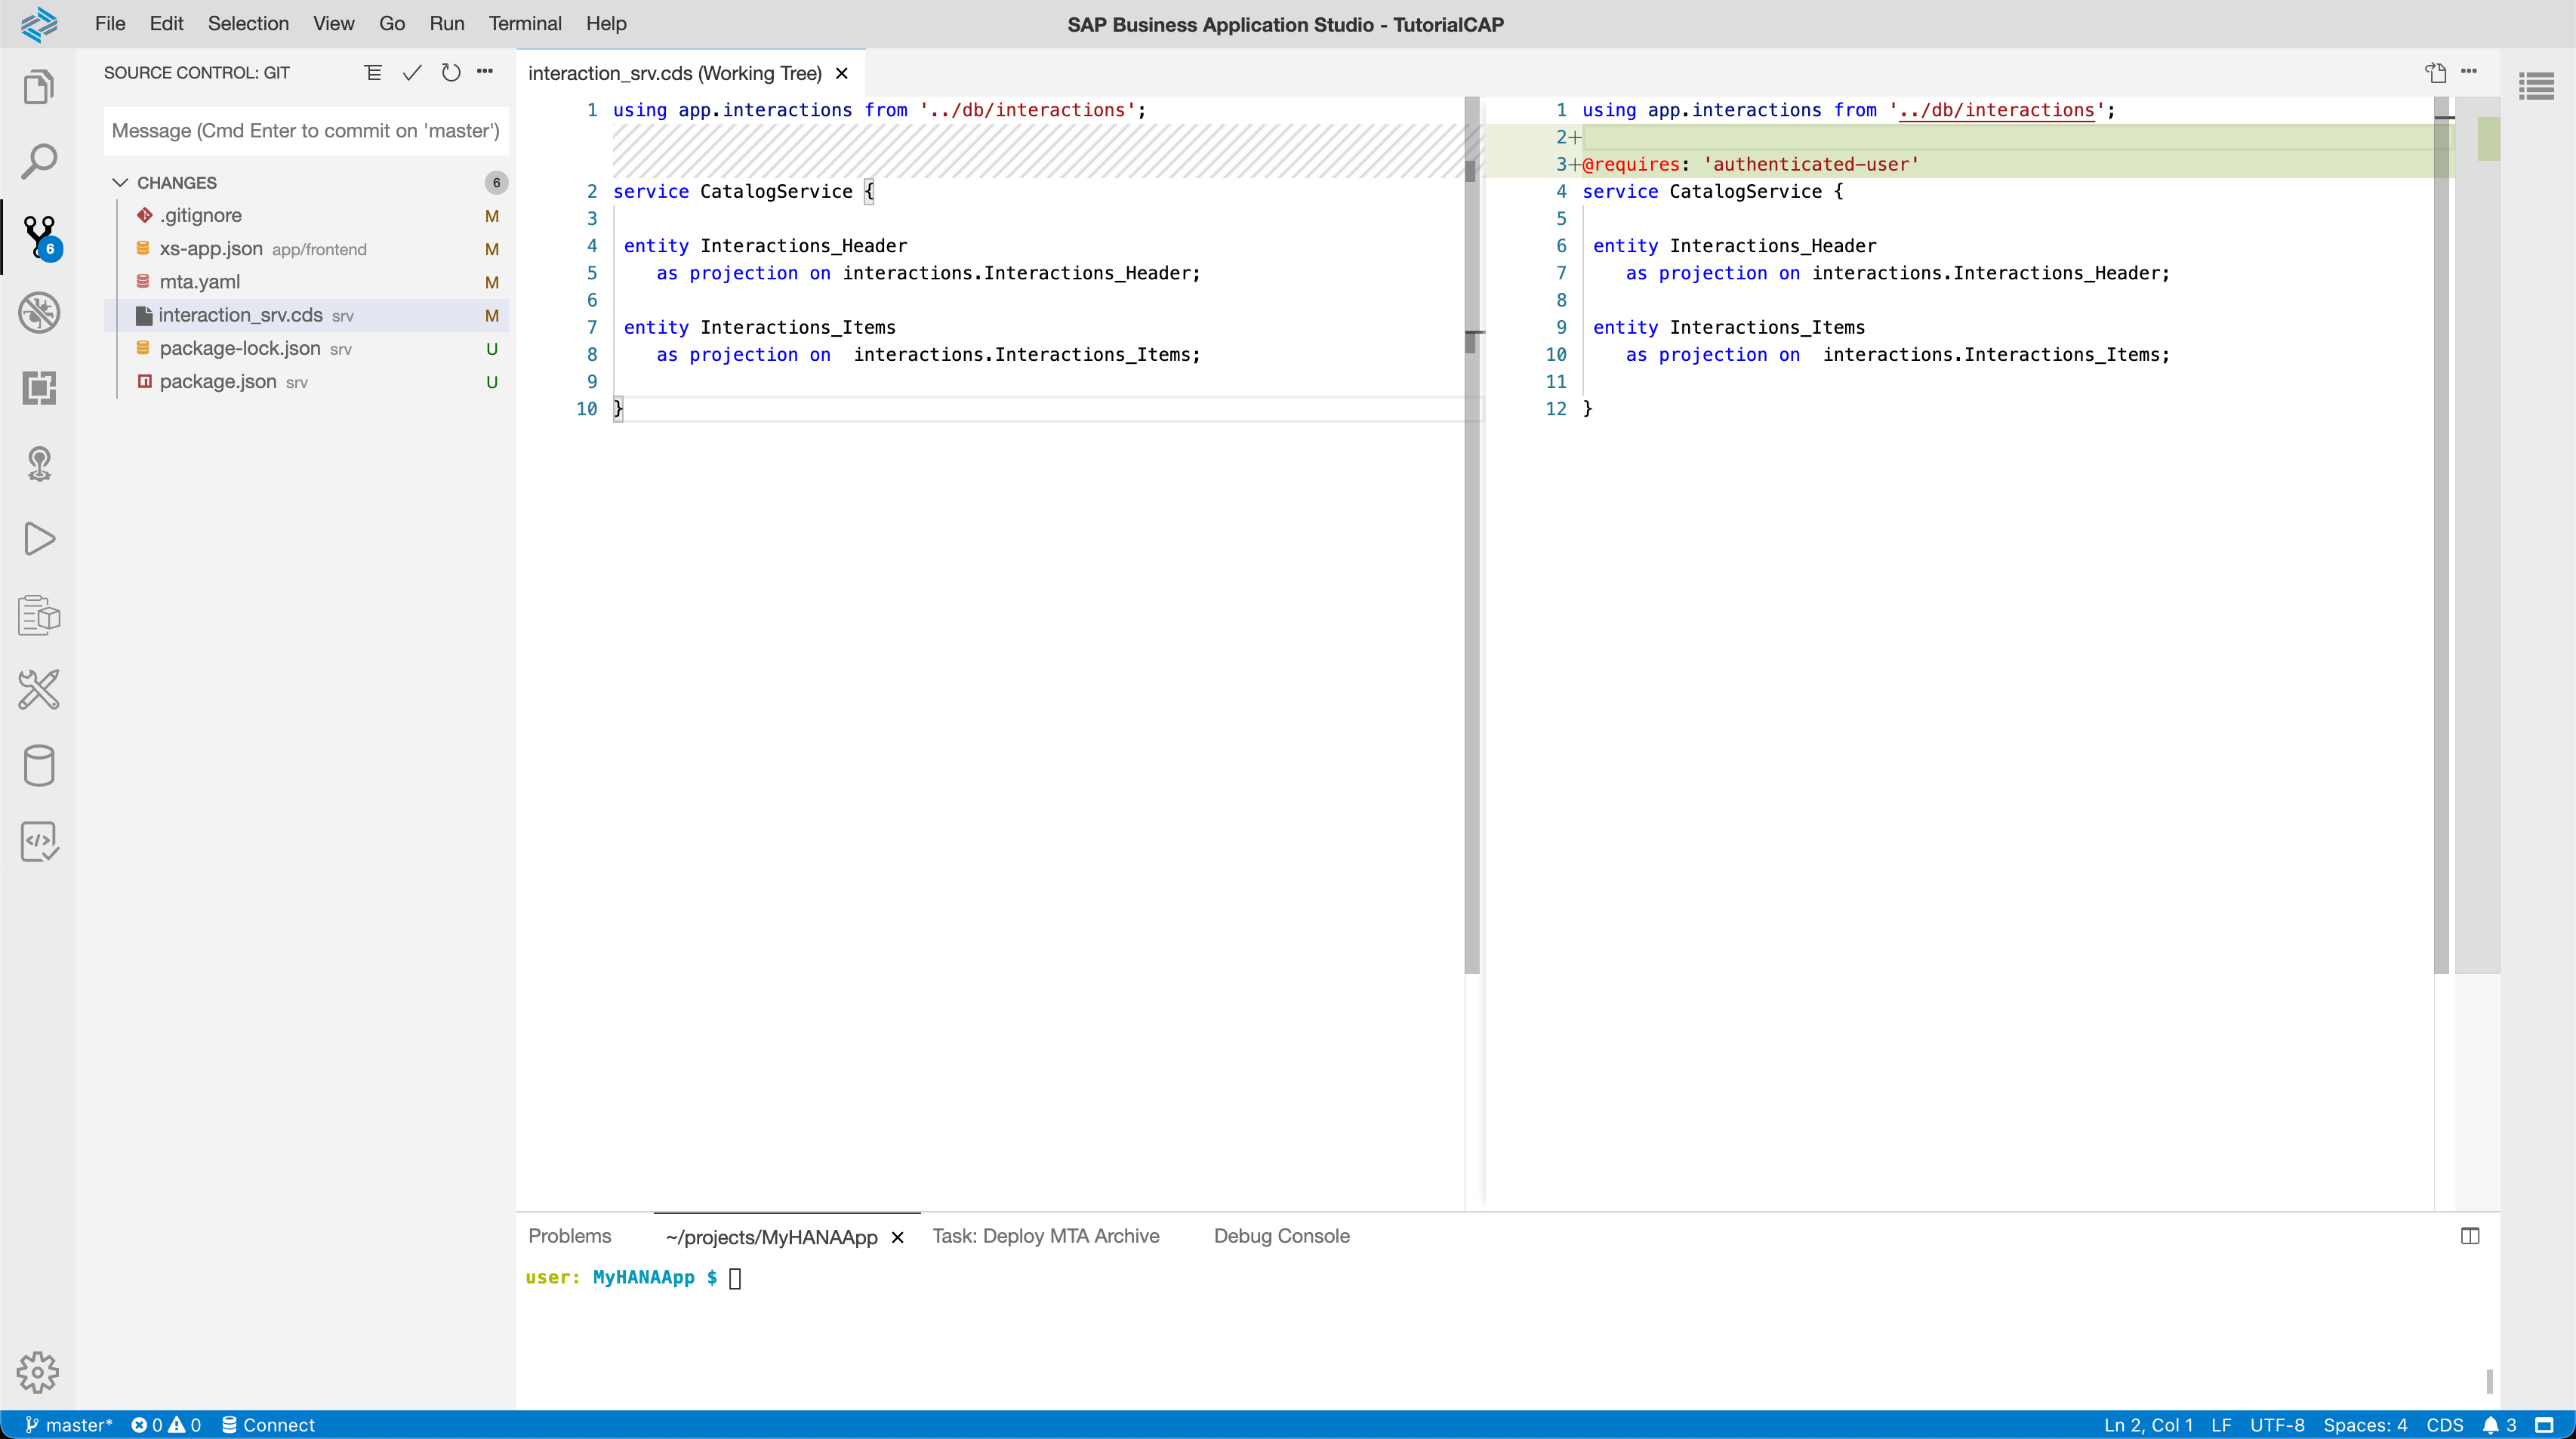 File Edit Selection View Go Run Terminal Help
SAP Business Application Studio - TutorialCAP
SOURCE CONTROL: GIT
Message (Cmd Enter to commit on 'master')
CHANGES 6
.gitignore M
xs-app.json app/frontend M
mta.yaml M
interaction_srv.cds srv M
package-lock.json srv U
package.json srv U
6
interaction_srv.cds (Working Tree)
1 using app.interactions from '../db/interactions';
2 service CatalogService {
3
4 entity Interactions_Header
5 as projection on interactions.Interactions_Header;
6
7 entity Interactions_Items
8 as projection on  interactions.Interactions_Items;
9
10 }
1 using app.interactions from '../db/interactions';
2+
3+@requires: 'authenticated-user'
4 service CatalogService {
5
6 entity Interactions_Header
7 as projection on interactions.Interactions_Header;
8
9 entity Interactions_Items
10 as projection on  interactions.Interactions_Items;
11
12 }
Problems ~/projects/MyHANAApp Task: Deploy MTA Archive Debug Console
user: MyHANAApp $
master* 0 0 Connect
Ln 2, Col 1 LF UTF-8 Spaces: 4 CDS 3